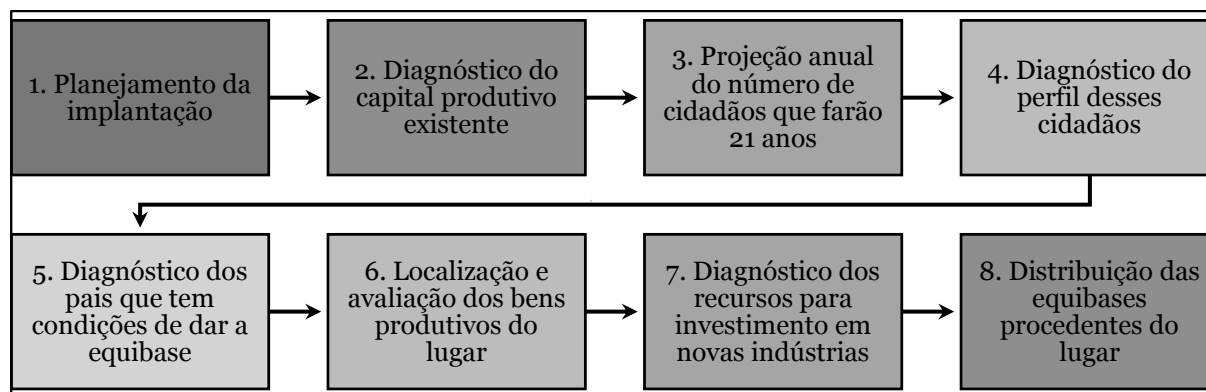 1. Planejamento da
implantação
2. Diagnóstico do
capital produtivo
existente
3. Projeção anual
do número de
cidadãos que farão
21 anos
4. Diagnóstico do
perfil desses
cidadãos
5. Diagnóstico dos
pais que tem
condições de dar a
equibase
6. Localização e
avaliação dos bens
produtivos do
lugar
7. Diagnóstico dos
recursos para
investimento em
novas indústrias
8. Distribuição das
equibases
procedentes do
lugar